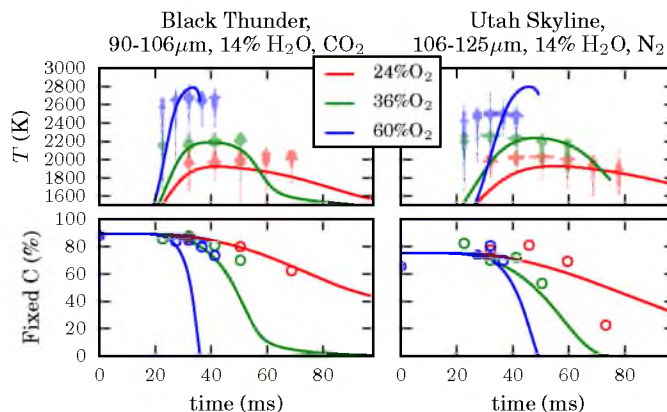 Black Thunder,
90-106μm, 14% H₂O, CO₂
Utah Skyline,
106-125μm, 14% H₂O, N₂
24%O₂
36%O₂
60%O₂
T
(K)
3000
2800
2600
2400
2200
2000
1800
1600
Fixed C (%)
100
80
60
40
20
0
0 20 40 60 80
time (ms)
0 20 40 60 80
time (ms)